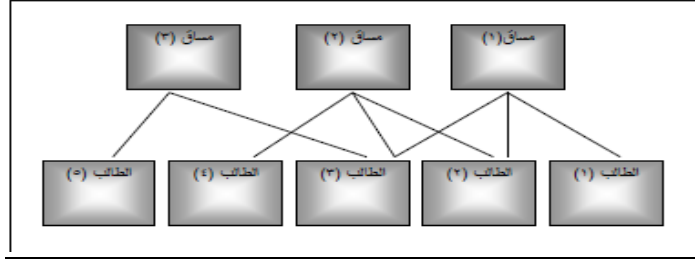 مساق(١) مساق (٢) مساق (٣)
الطالب (١) الطالب (٢) الطالب (٣) الطالب (٤) الطالب (٥)